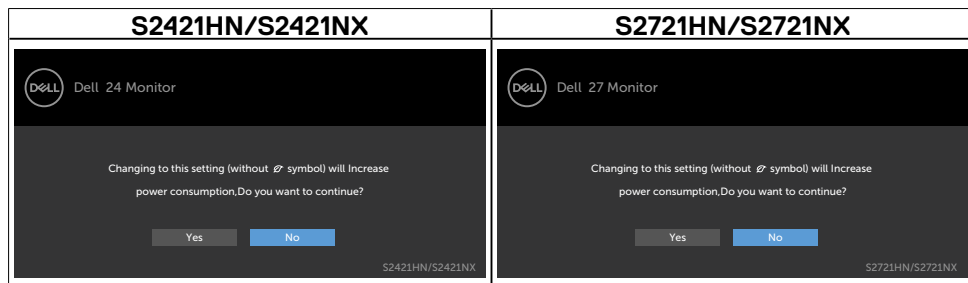 S2421HN/S2421NX
S2721HN/S2721NX
DELL
Dell 24 Monitor
Changing to this setting (without symbol) will Increase
power consumption,Do you want to continue?
Yes
No
S2421HN/S2421NX
DELL
Dell 27 Monitor
Changing to this setting (without symbol) will Increase
power consumption,Do you want to continue?
Yes
No
S2721HN/S2721NX